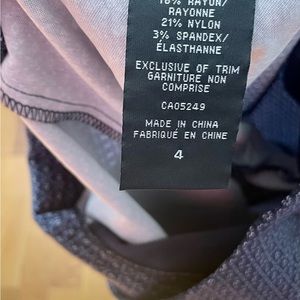 RAYON/
RAYONNE
21% NYLON
3% SPANDEX/
ÉLASTHANNE
EXCLUSIVE OF TRIM
GARNITURE NON
COMPRISE
CA05249
MADE IN CHINA
FABRIQUÉ EN CHINE
4